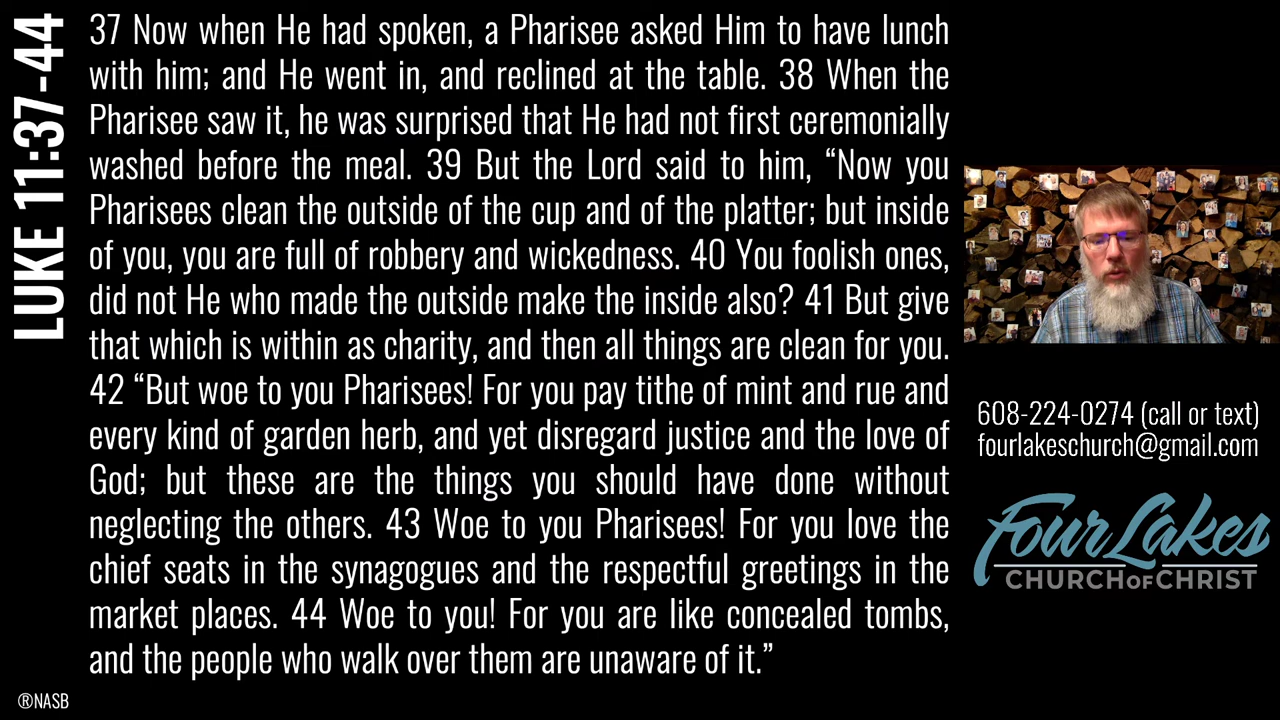 LUKE 11:37-44
37 Now when He had spoken, a Pharisee asked Him to have lunch
with him; and He went in, and reclined at the table. 38 When the
Pharisee saw it, he was surprised that He had not first ceremonially
washed before the meal. 39 But the Lord said to him, “Now you
Pharisees clean the outside of the cup and of the platter; but inside
of you, you are full of robbery and wickedness. 40 You foolish ones,
did not He who made the outside make the inside also? 41 But give
that which is within as charity, and then all things are clean for you.
42 “But woe to you Pharisees! For you pay tithe of mint and rue and
every kind of garden herb, and yet disregard justice and the love of
God; but these are the things you should have done without
neglecting the others. 43 Woe to you Pharisees! For you love the
chief seats in the synagogues and the respectful greetings in the
market places. 44 Woe to you! For you are like concealed tombs,
and the people who walk over them are unaware of it.”
®NASB
608-224-0274 (call or text)
fourlakeschurch@gmail.com
Four Lakes
CHURCH OF CHRIST